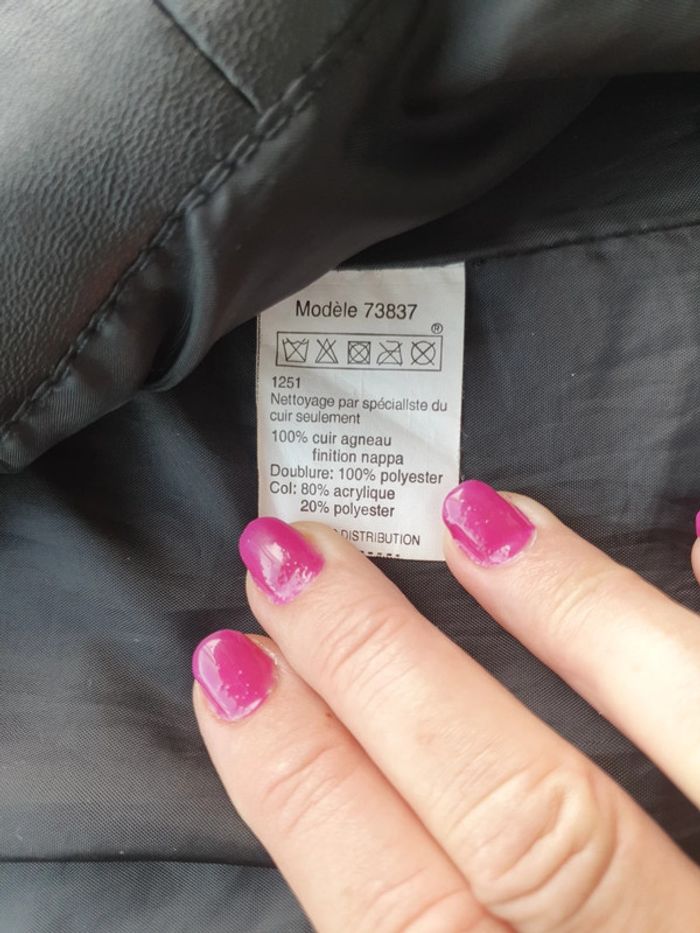 Modèle 73837
®
1251
Nettoyage par spécialiste du
cuir seulement
100% cuir agneau
finition nappa
Doublure: 100% polyester
Col: 80% acrylique
20% polyester
DISTRIBUTION